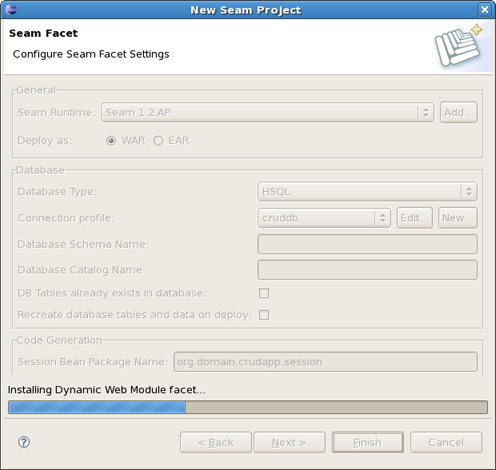 New Seam Project
Seam Facet
Configure Seam Facet Settings
General
Seam Runtime: Seam 1.2.AP Add...
Deploy as: WAR EAR
Database
Database Type: HSQL
Connection profile: cruddb Edit... New...
Database Schema Name:
Database Catalog Name:
DB Tables already exists in database:
Recreate database tables and data on deploy:
Code Generation
Session Bean Package Name: org.domain.crudapp.session
Installing Dynamic Web Module facet...
? < Back Next > Finish Cancel